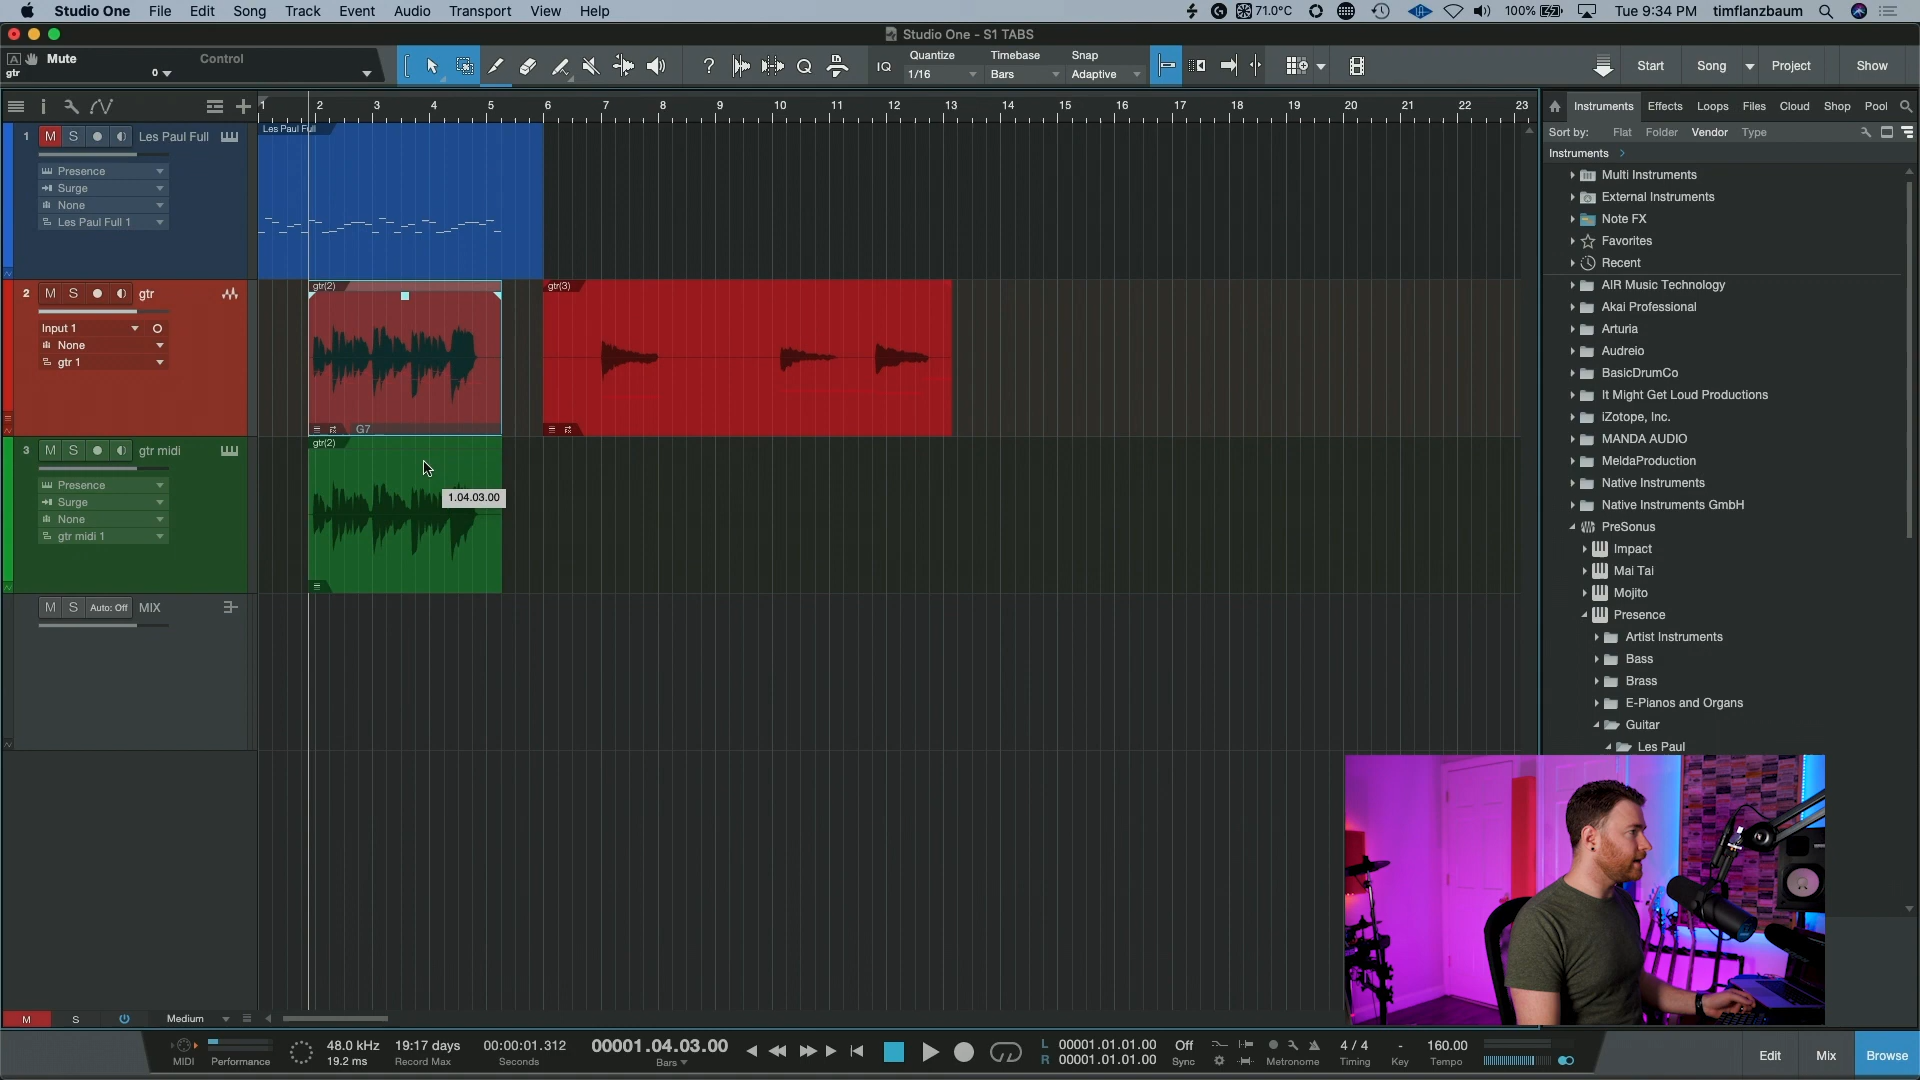 Studio One File Edit Song Track Event Audio Transport View Help
71.0°C 100% Tue 9:34 PM timflanzbaum
Studio One - S1 TABS
A Mute Control
gtr 0
IQ Quantize Timebase Snap
1/16 Bars Adaptive
Start Song Project Show
1 2 3 4 5 6 7 8 9 10 11 12 13 14 15 16 17 18 19 20 21 22 23
1 M S Les Paul Full
Presence
Surge
None
Les Paul Full 1
Les Paul Full
2 M S gtr
Input 1
None
gtr 1
gtr(2)
G7
gtr(3)
3 M S gtr midi
Presence
Surge
None
gtr midi 1
gtr(2)
1.04.03.00
M S Auto: Off MIX
Instruments Effects Loops Files Cloud Shop Pool
Sort by: Flat Folder Vendor Type
Instruments
Multi Instruments
External Instruments
Note FX
Favorites
Recent
AIR Music Technology
Akai Professional
Arturia
Audreio
BasicDrumCo
It Might Get Loud Productions
iZotope, Inc.
MANDA AUDIO
MeldaProduction
Native Instruments
Native Instruments GmbH
PreSonus
Impact
Mai Tai
Mojito
Presence
Artist Instruments
Bass
Brass
E-Pianos and Organs
Guitar
Les Paul
M S Medium
MIDI Performance
48.0 kHz
19.2 ms
19:17 days
Record Max
00:00:01.312
Seconds
00001.04.03.00
Bars
L 00001.01.01.00
R 00001.01.01.00
Off
Sync
Metronome
4 / 4
Timing
-
Key
160.00
Tempo
Edit Mix Browse